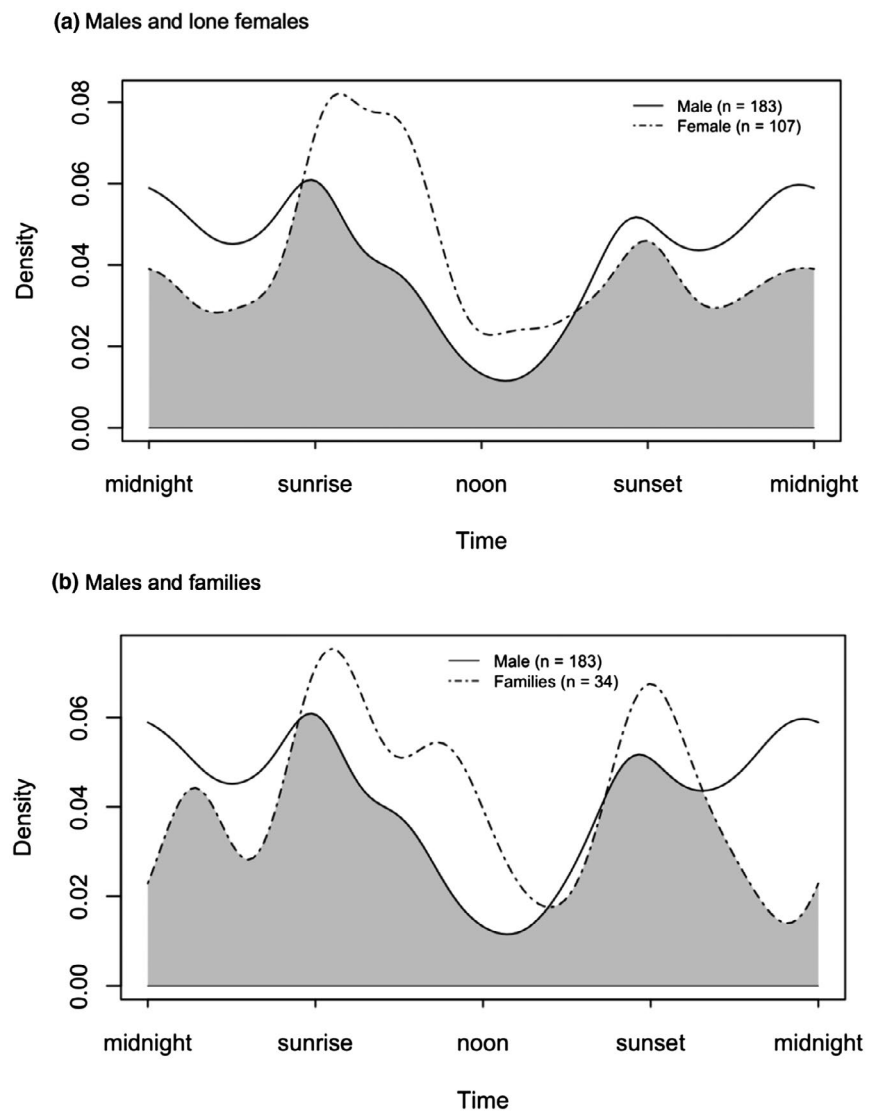 (a) Males and lone females
Male (n = 183)
Female (n = 107)
0.08
0.06
0.04
0.02
0.00
Density
midnight sunrise noon sunset midnight
Time
(b) Males and families
Male (n = 183)
Families (n = 34)
0.06
0.04
0.02
0.00
Density
midnight sunrise noon sunset midnight
Time